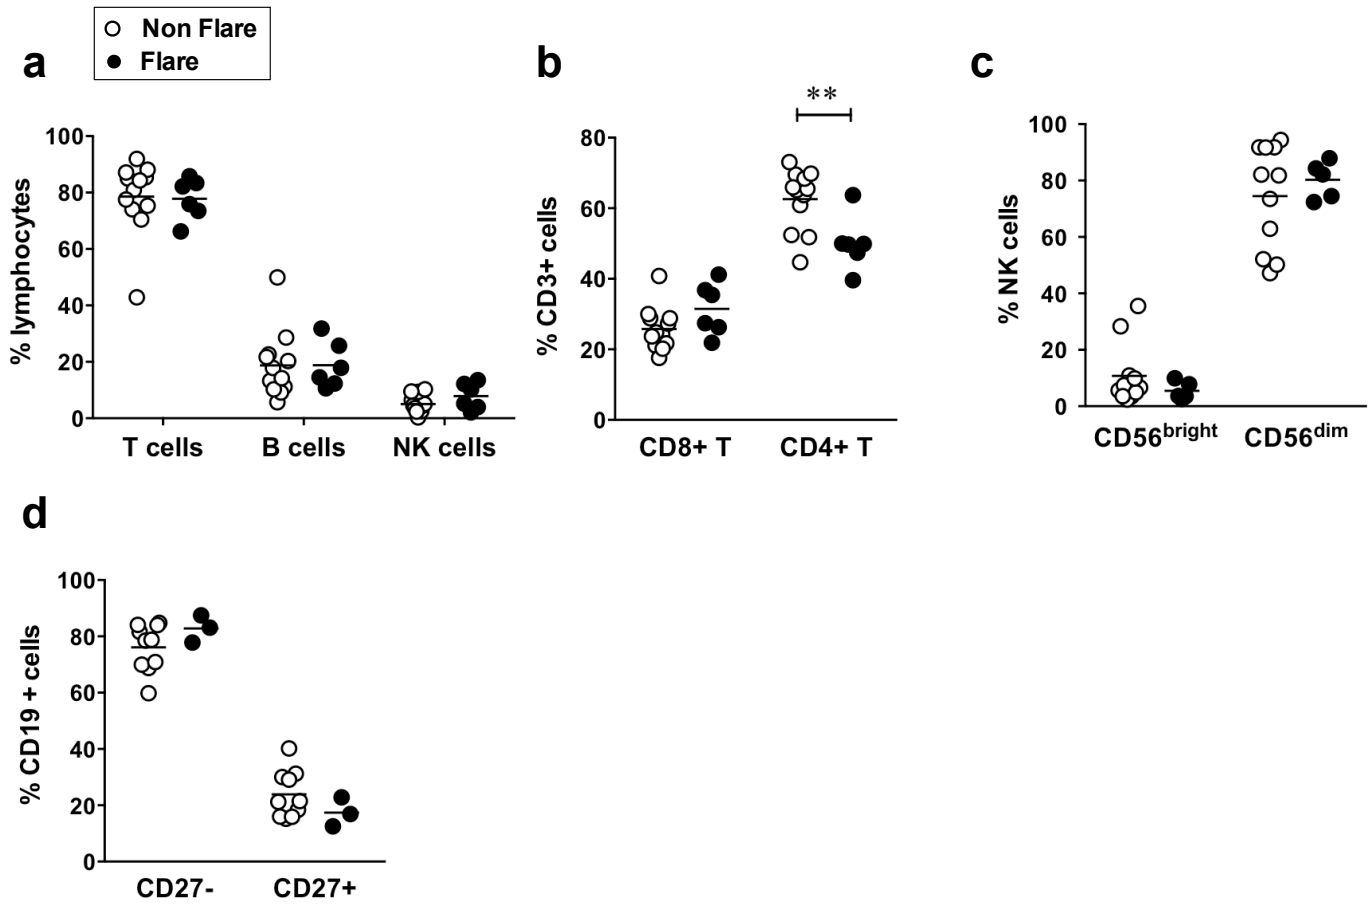 Non Flare
Flare
a
% lymphocytes
100
80
60
40
20
0
T cells
B cells
NK cells
b
**
% CD3+ cells
80
60
40
20
0
CD8+ T
CD4+ T
c
% NK cells
100
80
60
40
20
0
CD56bright
CD56dim
d
% CD19 + cells
100
80
60
40
20
0
CD27-
CD27+